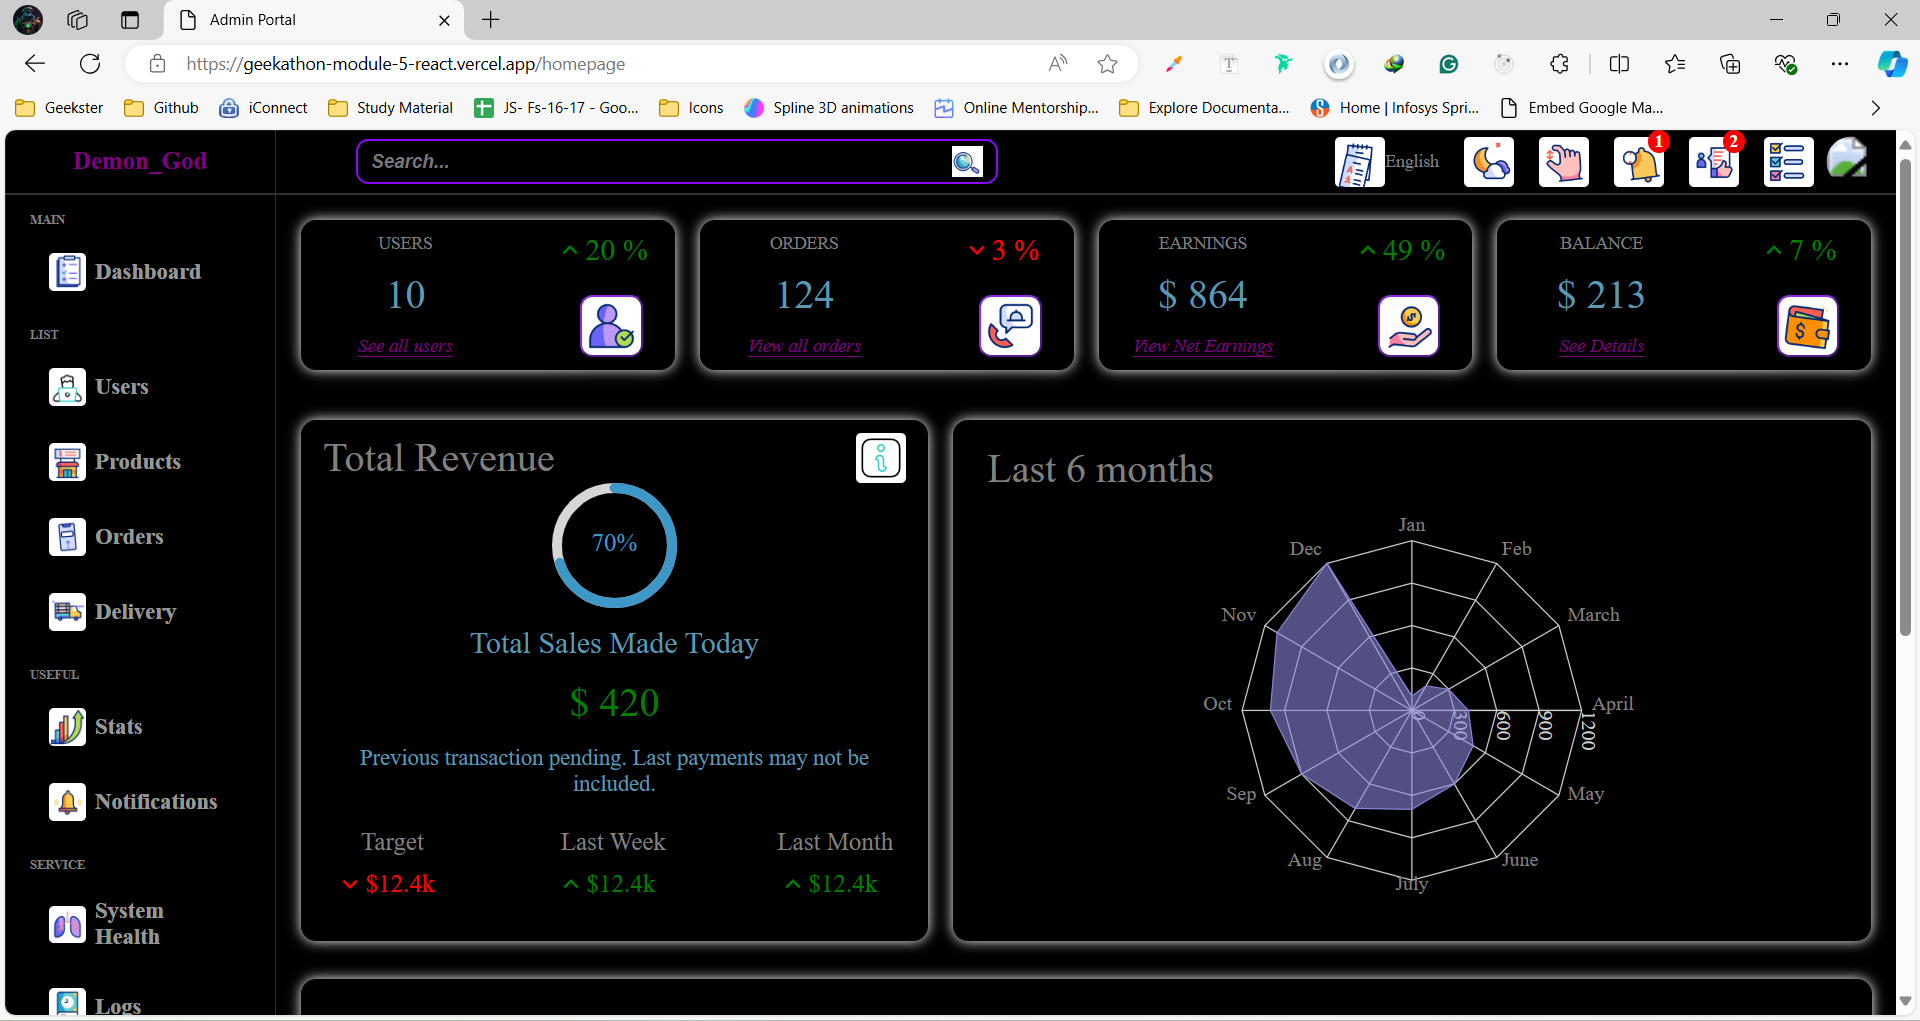 Admin Portal
https://geekathon-module-5-react.vercel.app/homepage
Geekster Github iConnect Study Material JS- Fs-16-17 - Goo... Icons Spline 3D animations Online Mentorship... Explore Documenta... Home | Infosys Spri... Embed Google Ma...
Demon_God
Search...
English
1
2
MAIN
Dashboard
LIST
Users
Products
Orders
Delivery
USEFUL
Stats
Notifications
SERVICE
System
Health
Logs
USERS
20 %
10
See all users
ORDERS
3 %
124
View all orders
EARNINGS
49 %
$ 864
View Net Earnings
BALANCE
7 %
$ 213
See Details
Total Revenue
70%
Total Sales Made Today
$ 420
Previous transaction pending. Last payments may not be
included.
Target Last Week Last Month
$12.4k $12.4k $12.4k
Last 6 months
Jan
Feb
March
April
May
June
July
Aug
Sep
Oct
Nov
Dec
0 300 600 900 1200